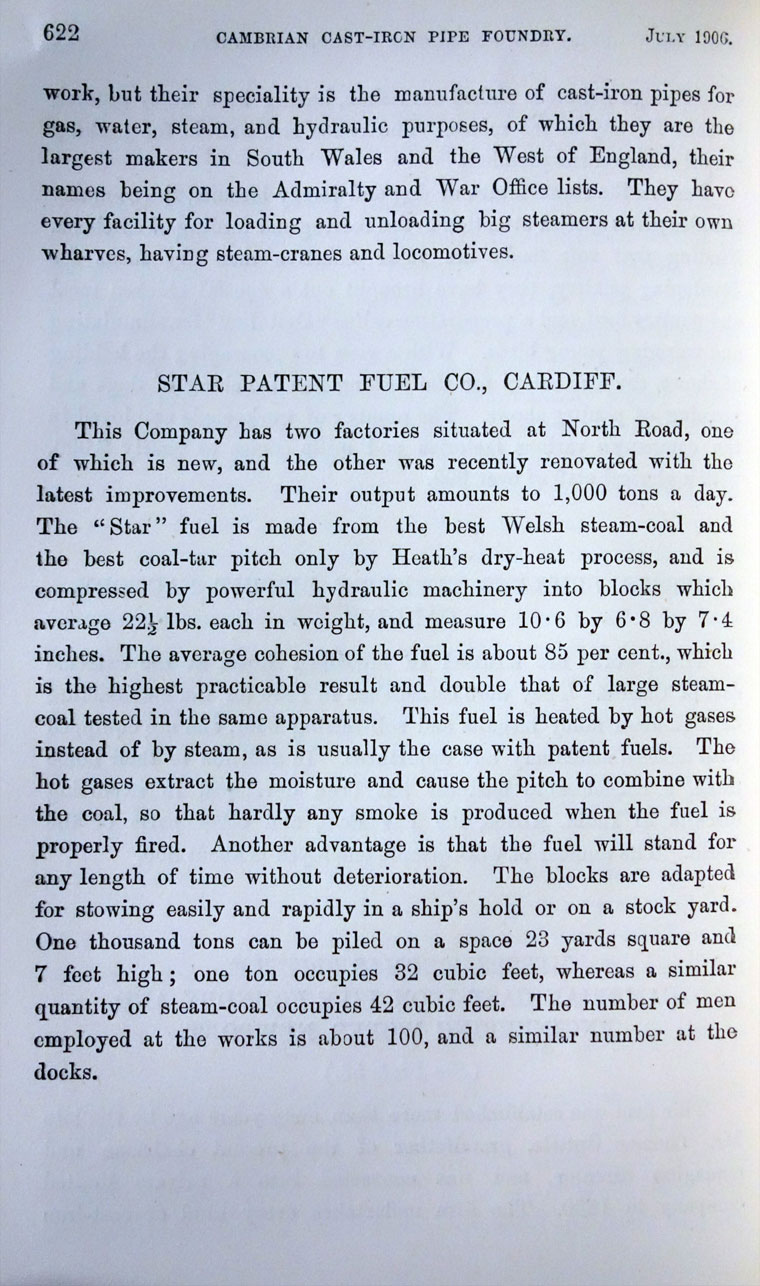 622 CAMBRIAN CAST-IRON PIPE FOUNDRY. JULY 1906.
work, but their speciality is the manufacture of cast-iron pipes for
gas, water, steam, and hydraulic purposes, of which they are the
largest makers in South Wales and the West of England, their
names being on the Admiralty and War Office lists. They have
every facility for loading and unloading big steamers at their own
wharves, having steam-cranes and locomotives.
STAR PATENT FUEL CO., CARDIFF.
This Company has two factories situated at North Road, one
of which is new, and the other was recently renovated with the
latest improvements. Their output amounts to 1,000 tons a day.
The "Star" fuel is made from the best Welsh steam-coal and
the best coal-tar pitch only by Heath's dry-heat process, and is
compressed by powerful hydraulic machinery into blocks which
average 22½ lbs. each in weight, and measure 10·6 by 6·8 by 7·4
inches. The average cohesion of the fuel is about 85 per cent., which
is the highest practicable result and double that of large steam-
coal tested in the same apparatus. This fuel is heated by hot gases
instead of by steam, as is usually the case with patent fuels. The
hot gases extract the moisture and cause the pitch to combine with
the coal, so that hardly any smoke is produced when the fuel is
properly fired. Another advantage is that the fuel will stand for
any length of time without deterioration. The blocks are adapted
for stowing easily and rapidly in a ship's hold or on a stock yard.
One thousand tons can be piled on a space 23 yards square and
7 feet high; one ton occupies 32 cubic feet, whereas a similar
quantity of steam-coal occupies 42 cubic feet. The number of men
employed at the works is about 100, and a similar number at the
docks.